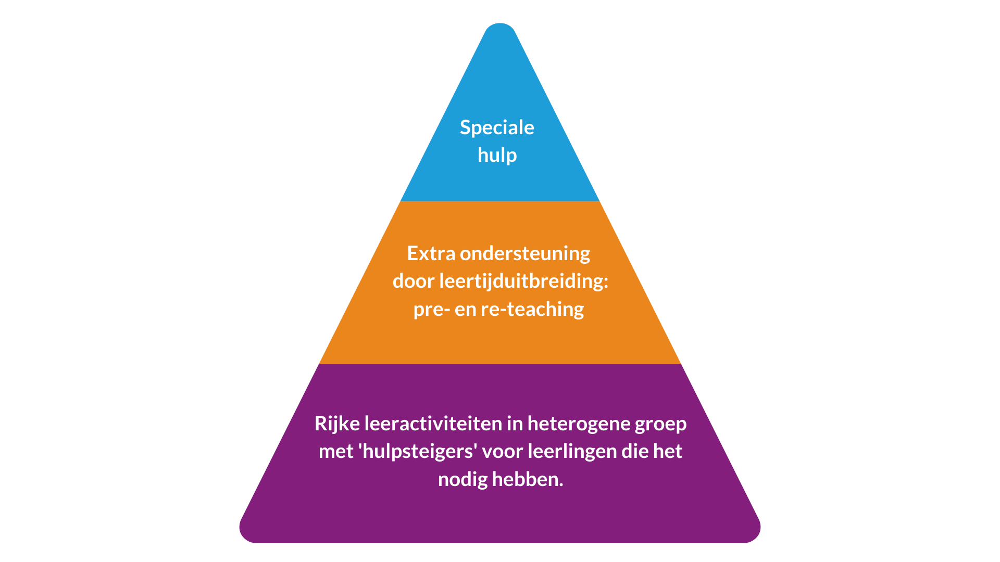 Speciale
hulp
Extra ondersteuning
door leertijduitbreiding:
pre- en re-teaching
Rijke leeractiviteiten in heterogene groep
met 'hulpsteigers' voor leerlingen die het
nodig hebben.